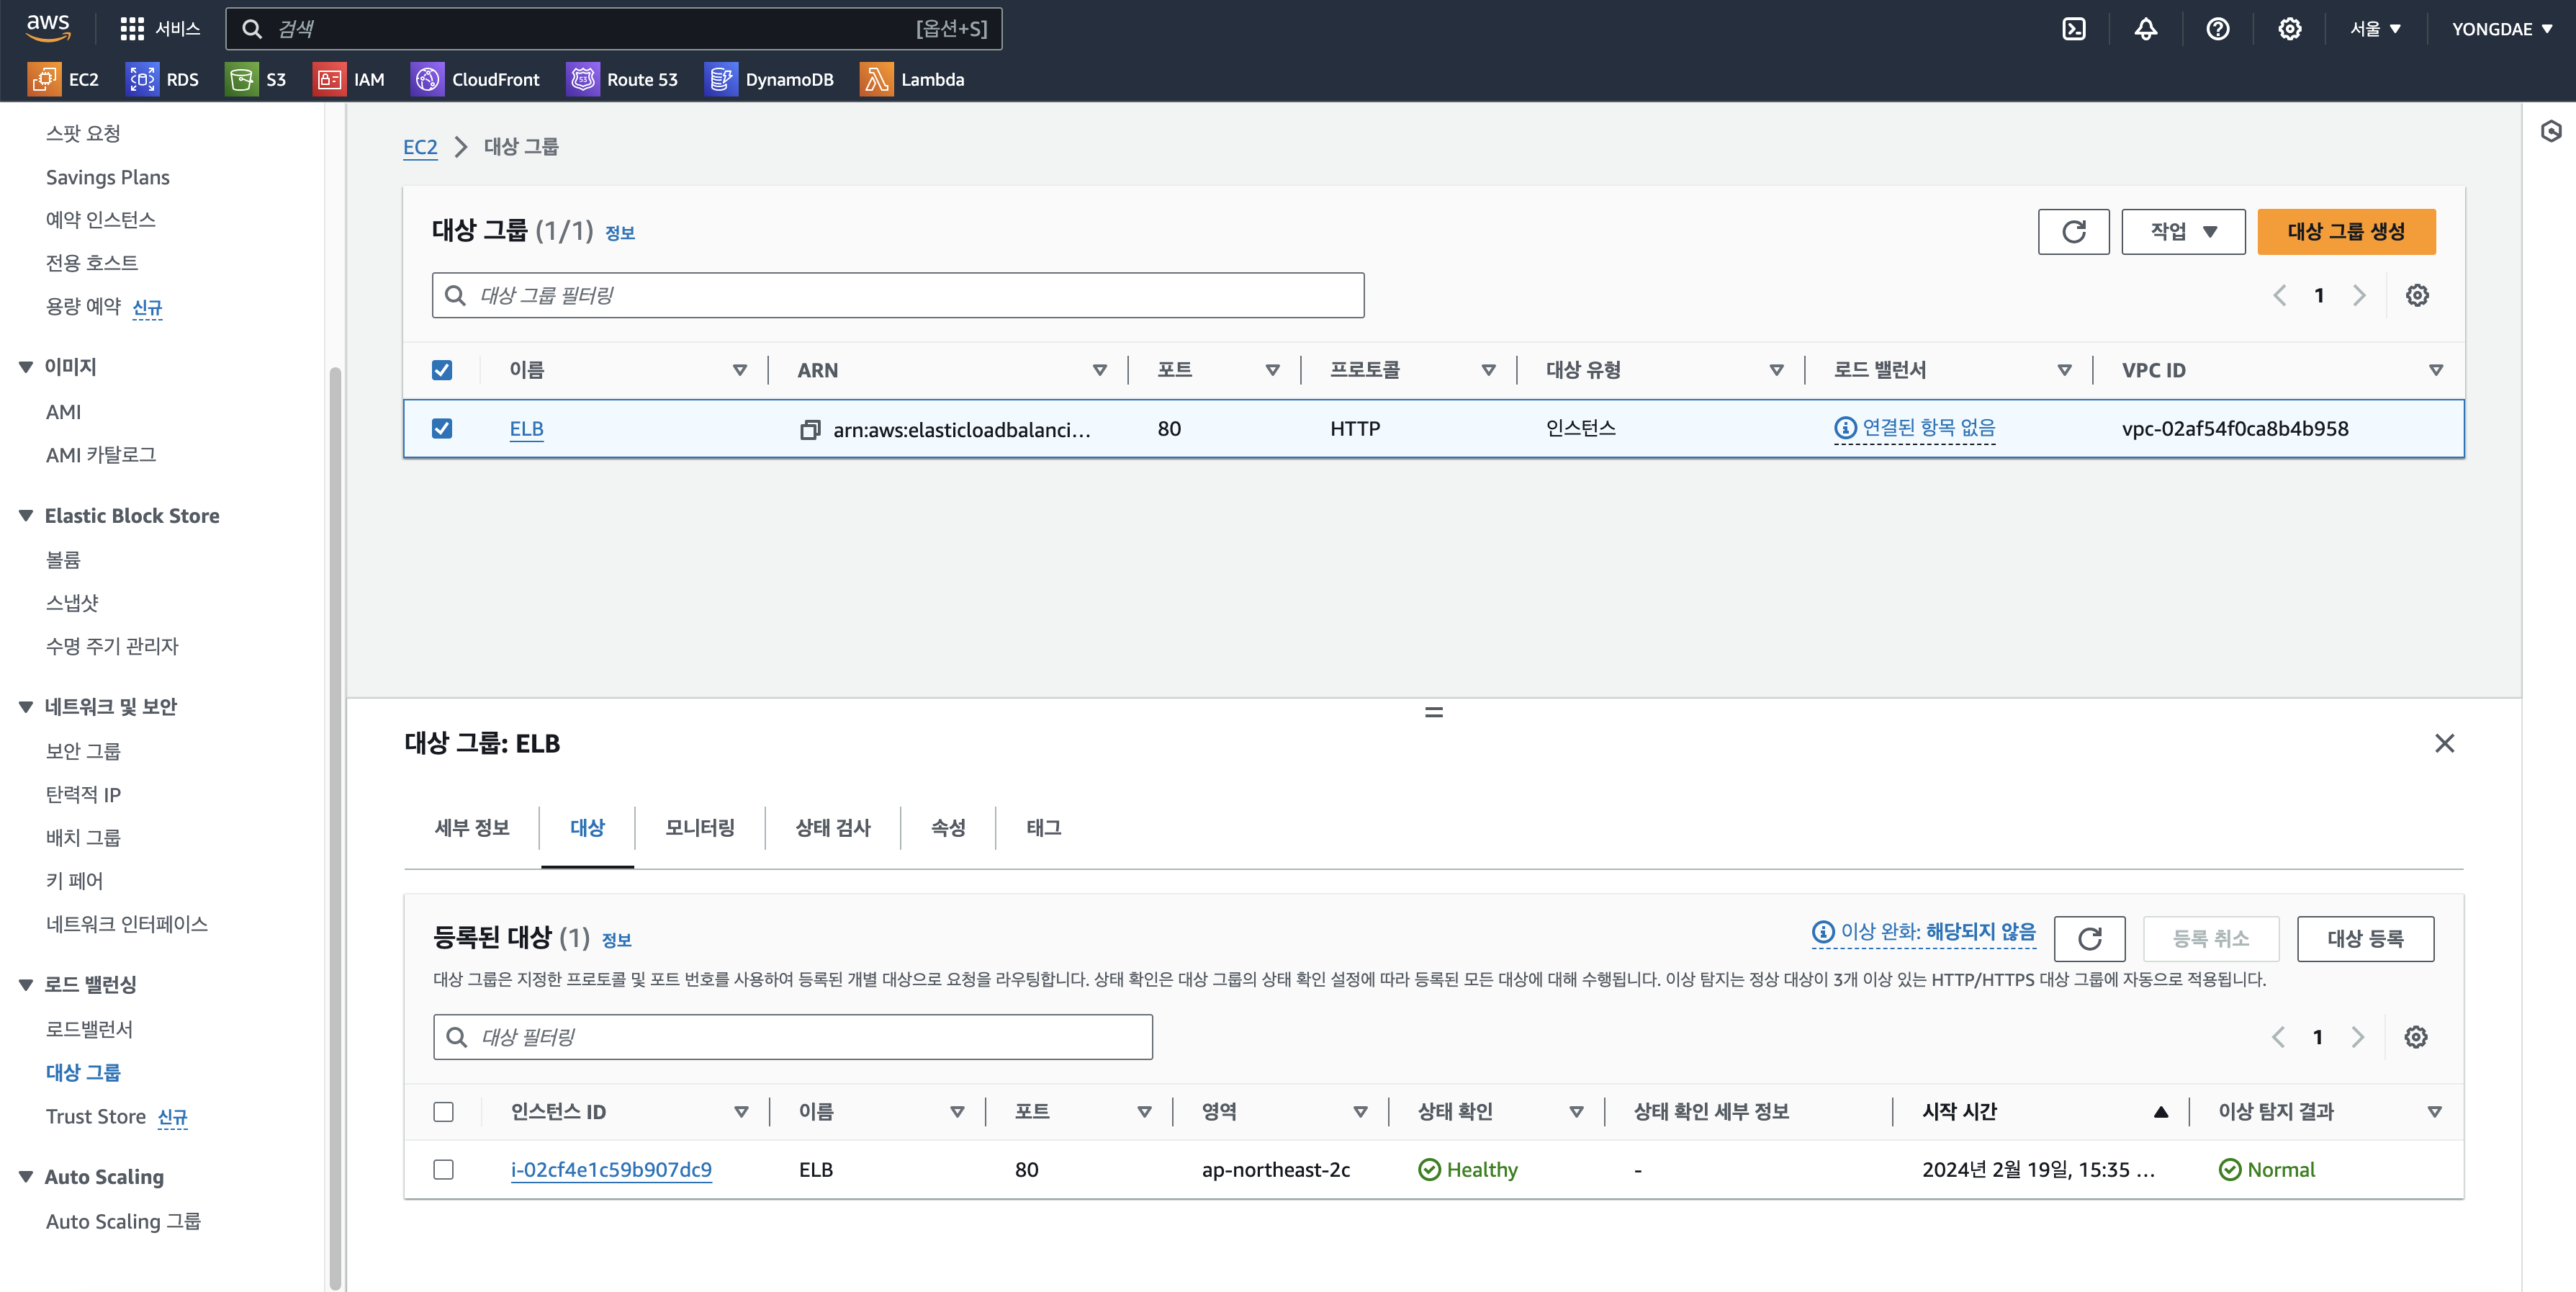 aws
서비스
검색
[옵션+S]
서울 ▼
YONGDAE ▼
EC2
RDS
S3
IAM
CloudFront
Route 53
DynamoDB
Lambda
스팟 요청
Savings Plans
예약 인스턴스
전용 호스트
용량 예약 신규
▼ 이미지
AMI
AMI 카탈로그
▼ Elastic Block Store
볼륨
스냅샷
수명 주기 관리자
▼ 네트워크 및 보안
보안 그룹
탄력적 IP
배치 그룹
키 페어
네트워크 인터페이스
▼ 로드 밸런싱
로드밸런서
대상 그룹
Trust Store 신규
▼ Auto Scaling
Auto Scaling 그룹
EC2 > 대상 그룹
대상 그룹 (1/1) 정보
작업 ▼
대상 그룹 생성
대상 그룹 필터링
1
이름
ARN
포트
프로토콜
대상 유형
로드 밸런서
VPC ID
ELB
arn:aws:elasticloadbalanci…
80
HTTP
인스턴스
연결된 항목 없음
vpc-02af54f0ca8b4b958
대상 그룹: ELB
세부 정보
대상
모니터링
상태 검사
속성
태그
등록된 대상 (1) 정보
이상 완화: 해당되지 않음
등록 취소
대상 등록
대상 그룹은 지정한 프로토콜 및 포트 번호를 사용하여 등록된 개별 대상으로 요청을 라우팅합니다. 상태 확인은 대상 그룹의 상태 확인 설정에 따라 등록된 모든 대상에 대해 수행됩니다. 이상 탐지는 정상 대상이 3개 이상 있는 HTTP/HTTPS 대상 그룹에 자동으로 적용됩니다.
대상 필터링
1
인스턴스 ID
이름
포트
영역
상태 확인
상태 확인 세부 정보
시작 시간
이상 탐지 결과
i-02cf4e1c59b907dc9
ELB
80
ap-northeast-2c
Healthy
-
2024년 2월 19일, 15:35 …
Normal